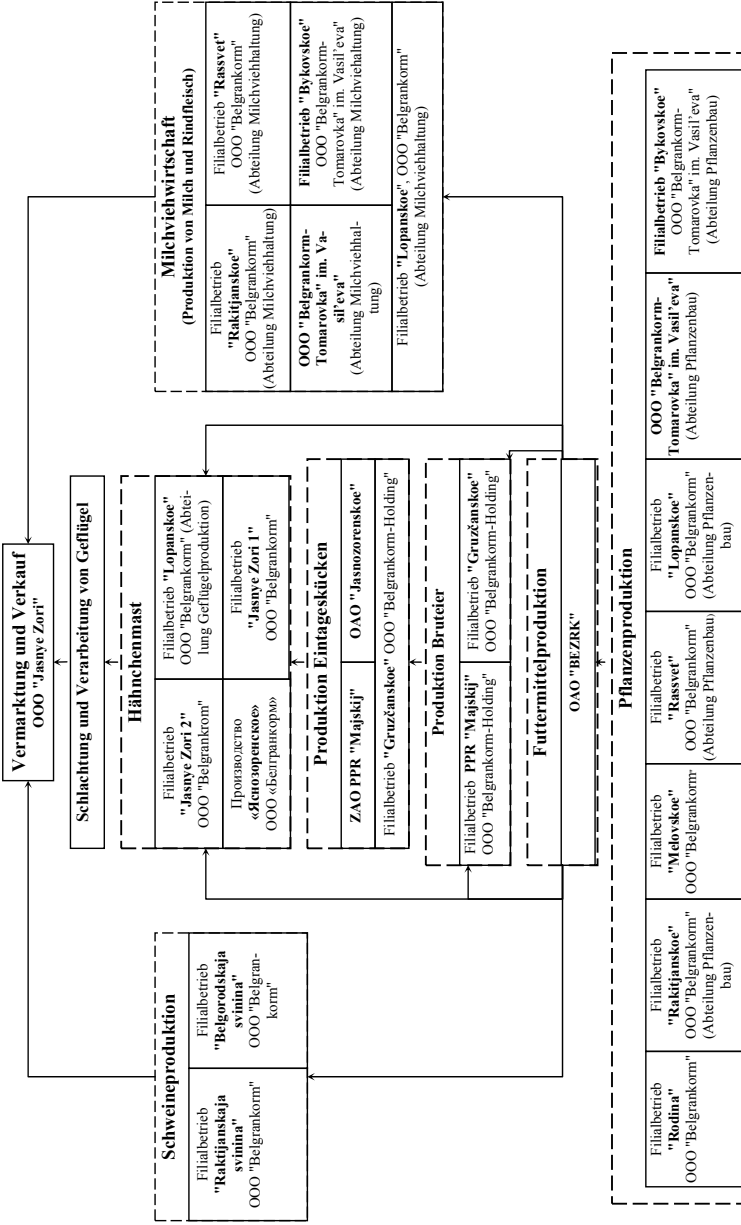 Vermarktung und Verkauf
OOO "Jasnye Zori"
Schlachtung und Verarbeitung von Geflügel
Schweineproduktion
Filialbetrieb
"Raktijanskaja
svinina"
OOO "Belgrankorm"
Filialbetrieb
"Belgorodskaja
svinina"
OOO "Belgran-
korm"
Hähnchenmast
Filialbetrieb
"Jasnye Zori 2"
OOO "Belgrankrom"
Filialbetrieb "Lopanskoe"
OOO "Belgrankorm" (Abtei-
lung Geflügelproduktion)
Производство
«Яснозоренское»
ООО «Белгранкорм»
Filialbetrieb
"Jasnye Zori 1"
OOO "Belgrankorm"
Produktion Eintagesküken
ZAO PPR "Majskij"
OAO "Jasnozorenskoe"
Filialbetrieb "Gruzčanskoe" OOO "Belgrankorm-Holding"
Produktion Bruteier
Filialbetrieb PPR "Majskij"
OOO "Belgrankorm-Holding"
Filialbetrieb "Gruzčanskoe"
OOO "Belgrankorm-Holding"
Futtermittelproduktion
OAO "BEZRK"
Milchviehwirtschaft
(Produktion von Milch und Rindfleisch)
Filialbetrieb
"Rakitjanskoe"
OOO "Belgrankorm"
(Abteilung Milchviehhaltung)
Filialbetrieb "Rassvet"
OOO "Belgrankorm"
(Abteilung Milchviehhaltung)
OOO "Belgrankorm-
Tomarovka" im. Va-
sil'eva"
(Abteilung Milchviehhal-
tung)
Filialbetrieb "Bykovskoe"
OOO "Belgrankorm-
Tomarovka" im. Vasil'eva"
(Abteilung Milchviehaltung)
Filialbetrieb "Lopanskoe", OOO "Belgrankorm"
(Abteilung Milchviehhaltung)
Pflanzenproduktion
Filialbetrieb
"Rodina"
OOO "Belgrankorm"
Filialbetrieb
"Rakitjanskoe"
OOO "Belgrankorm"
(Abteilung Pflanzen-
bau)
Filialbetrieb
"Melovskoe"
OOO "Belgrankorm"
Filialbetrieb
"Rassvet"
OOO "Belgrankorm"
(Abteilung Pflanzenbau)
Filialbetrieb
"Lopanskoe"
OOO "Belgrankorm"
(Abteilung Pflanzen-
bau)
OOO "Belgrankorm-
Tomarovka" im. Vasil'eva"
(Abteilung Pflanzenbau)
Filialbetrieb "Bykovskoe"
OOO "Belgrankorm-
Tomarovka" im. Vasil'eva"
(Abteilung Pflanzenbau)